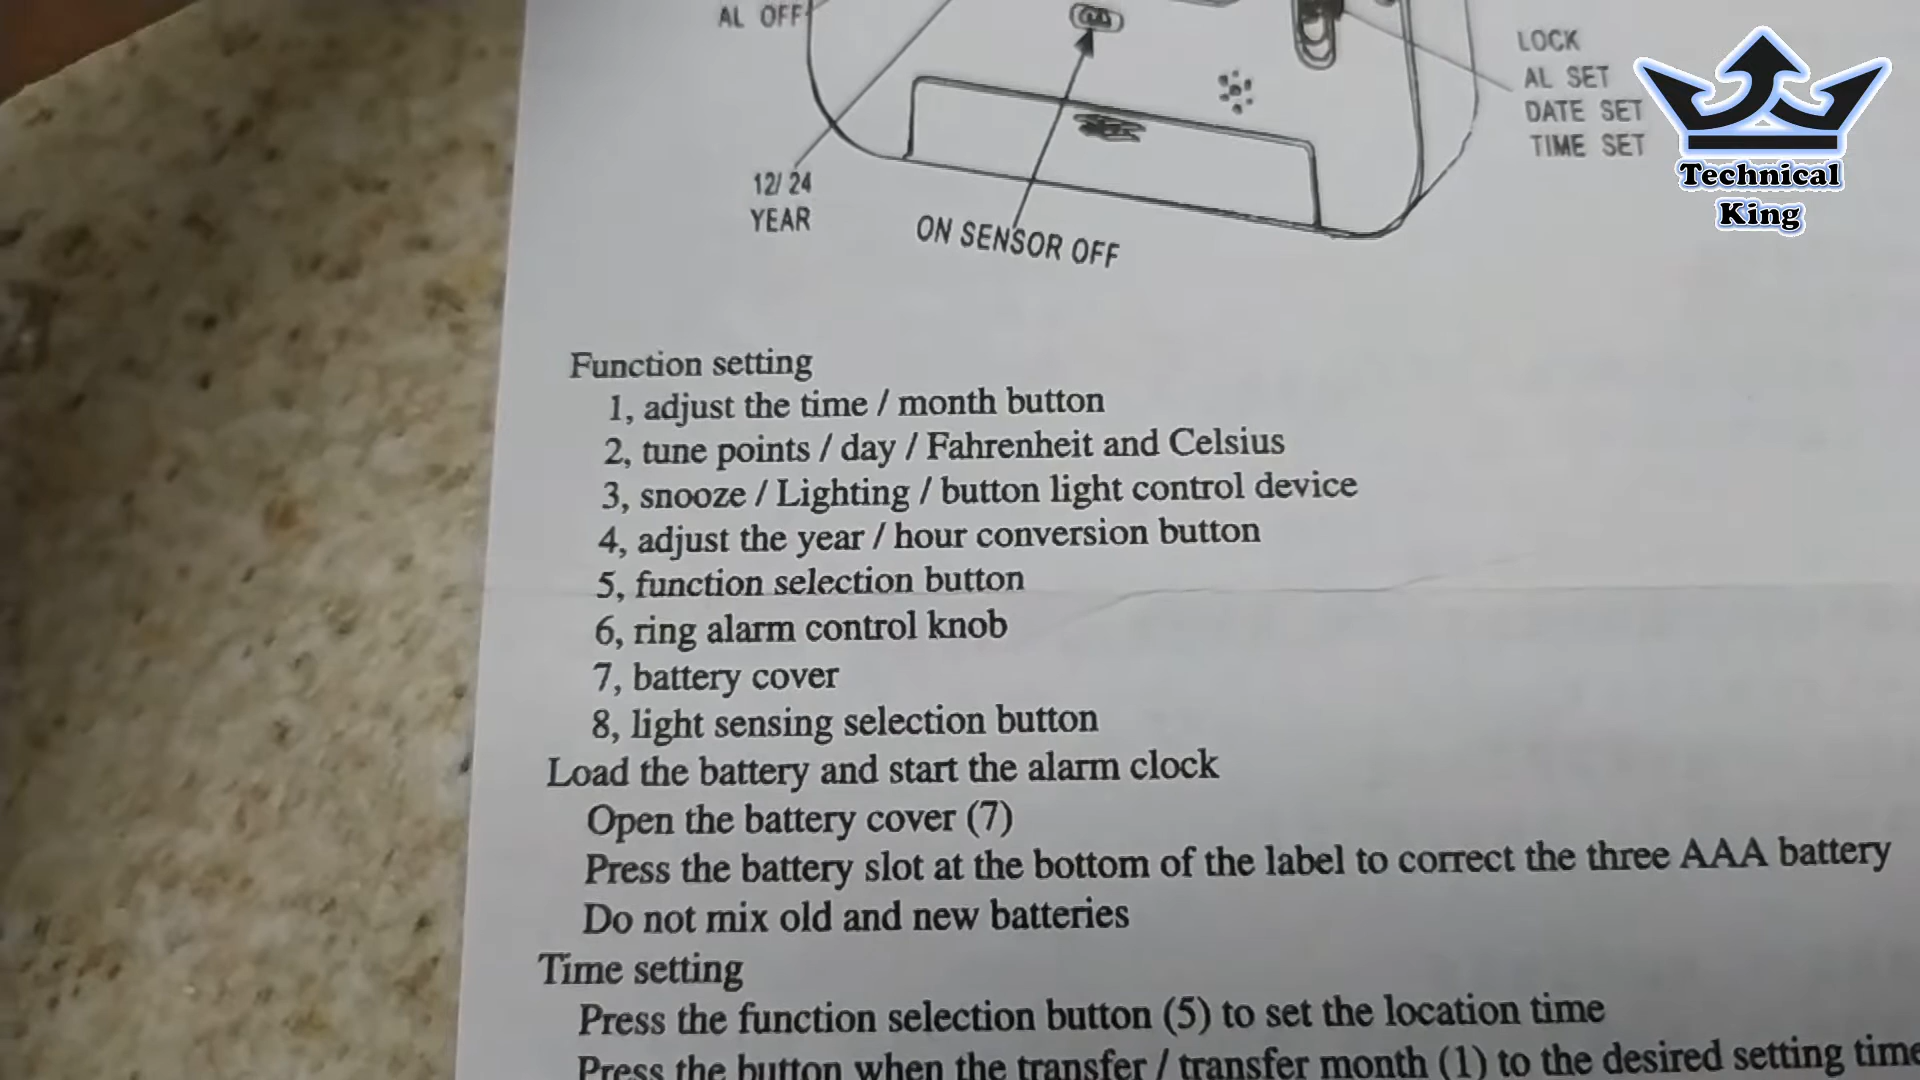 AL OFF
LOCK
AL SET
DATE SET
TIME SET
Technical
King
12/ 24
YEAR
ON SENSOR OFF
Function setting
1, adjust the time / month button
2, tune points / day / Fahrenheit and Celsius
3, snooze / Lighting / button light control device
4, adjust the year / hour conversion button
5, function selection button
6, ring alarm control knob
7, battery cover
8, light sensing selection button
Load the battery and start the alarm clock
Open the battery cover (7)
Press the battery slot at the bottom of the label to correct the three AAA battery
Do not mix old and new batteries
Time setting
Press the function selection button (5) to set the location time
Press the button when the transfer / transfer month (1) to the desired setting time